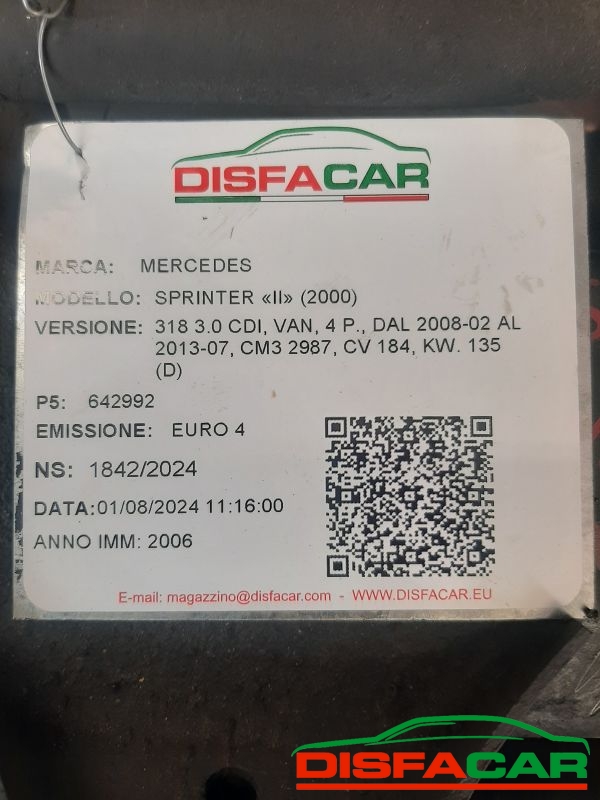 DISFACAR
MARCA: MERCEDES
MODELLO: SPRINTER «II» (2000)
VERSIONE: 318 3.0 CDI, VAN, 4 P., DAL 2008-02 AL
2013-07, CM3 2987, CV 184, KW. 135
(D)
P5: 642992
EMISSIONE: EURO 4
NS: 1842/2024
DATA:01/08/2024 11:16:00
ANNO IMM: 2006
E-mail: magazzino@disfacar.com - WWW.DISFACAR.EU
DISFACAR